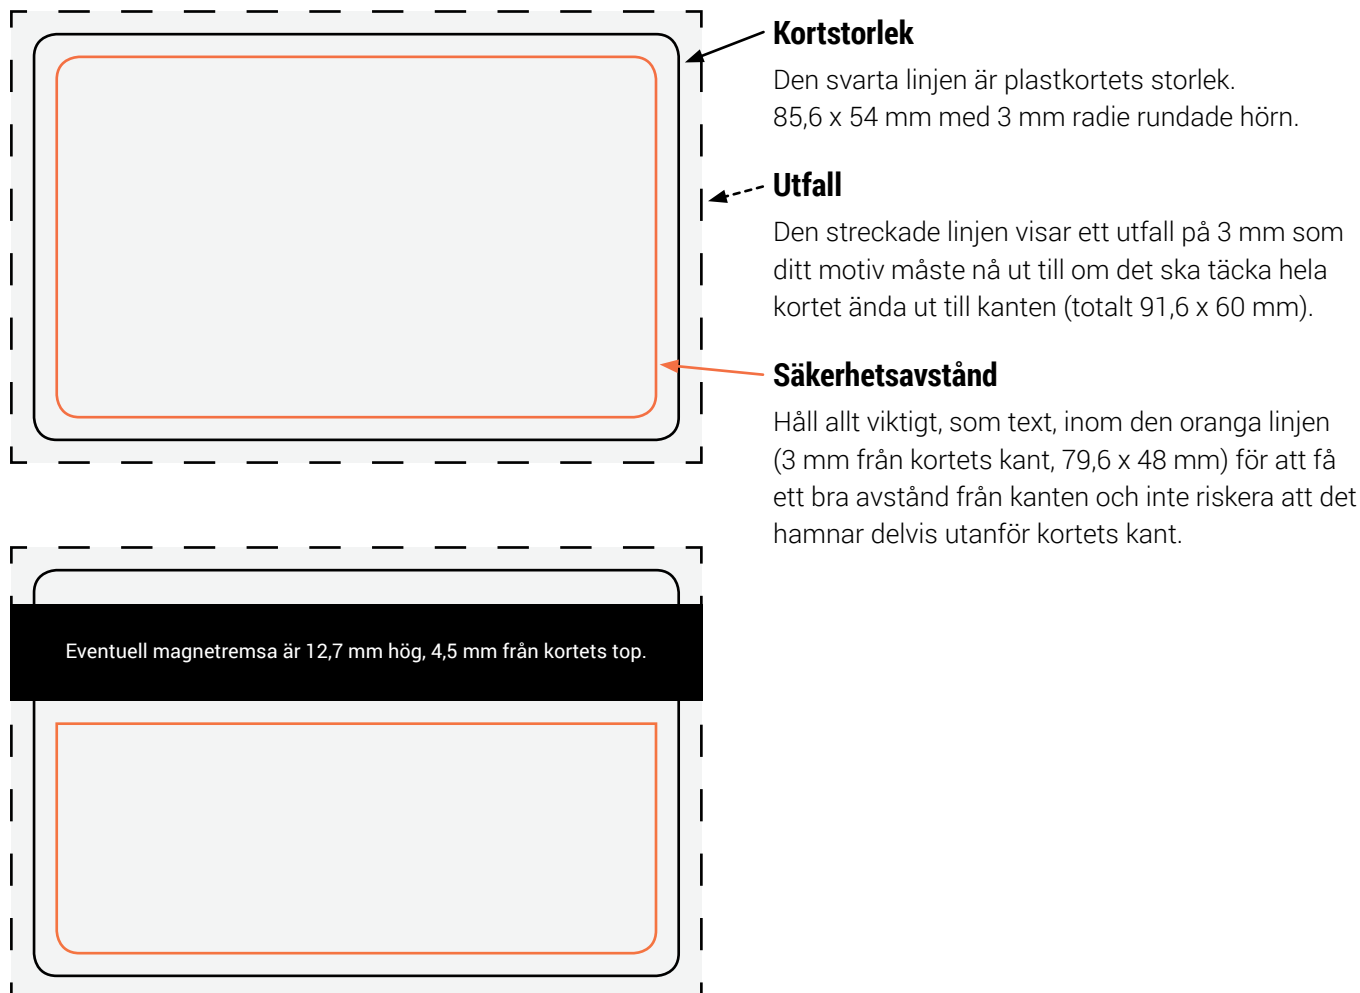 Kortstorlek
Den svarta linjen är plastkortets storlek.
85,6 x 54 mm med 3 mm radie rundade hörn.
Utfall
Den streckade linjen visar ett utfall på 3 mm som
ditt motiv måste nå ut till om det ska täcka hela
kortet ända ut till kanten (totalt 91,6 x 60 mm).
Säkerhetsavstånd
Håll allt viktigt, som text, inom den oranga linjen
(3 mm från kortets kant, 79,6 x 48 mm) för att få
ett bra avstånd från kanten och inte riskera att det
hamnar delvis utanför kortets kant.
Eventuell magnetremsa är 12,7 mm hög, 4,5 mm från kortets top.